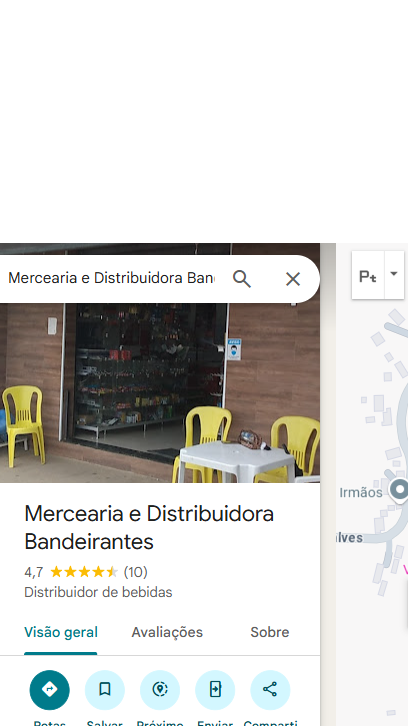 Mercearia e Distribuidora Ban
Pt
Irmãos
lves
Mercearia e Distribuidora
Bandeirantes
4,7 (10)
Distribuidor de bebidas
Visão geral Avaliações Sobre
Rotas Salvar Próximo Enviar Comparti